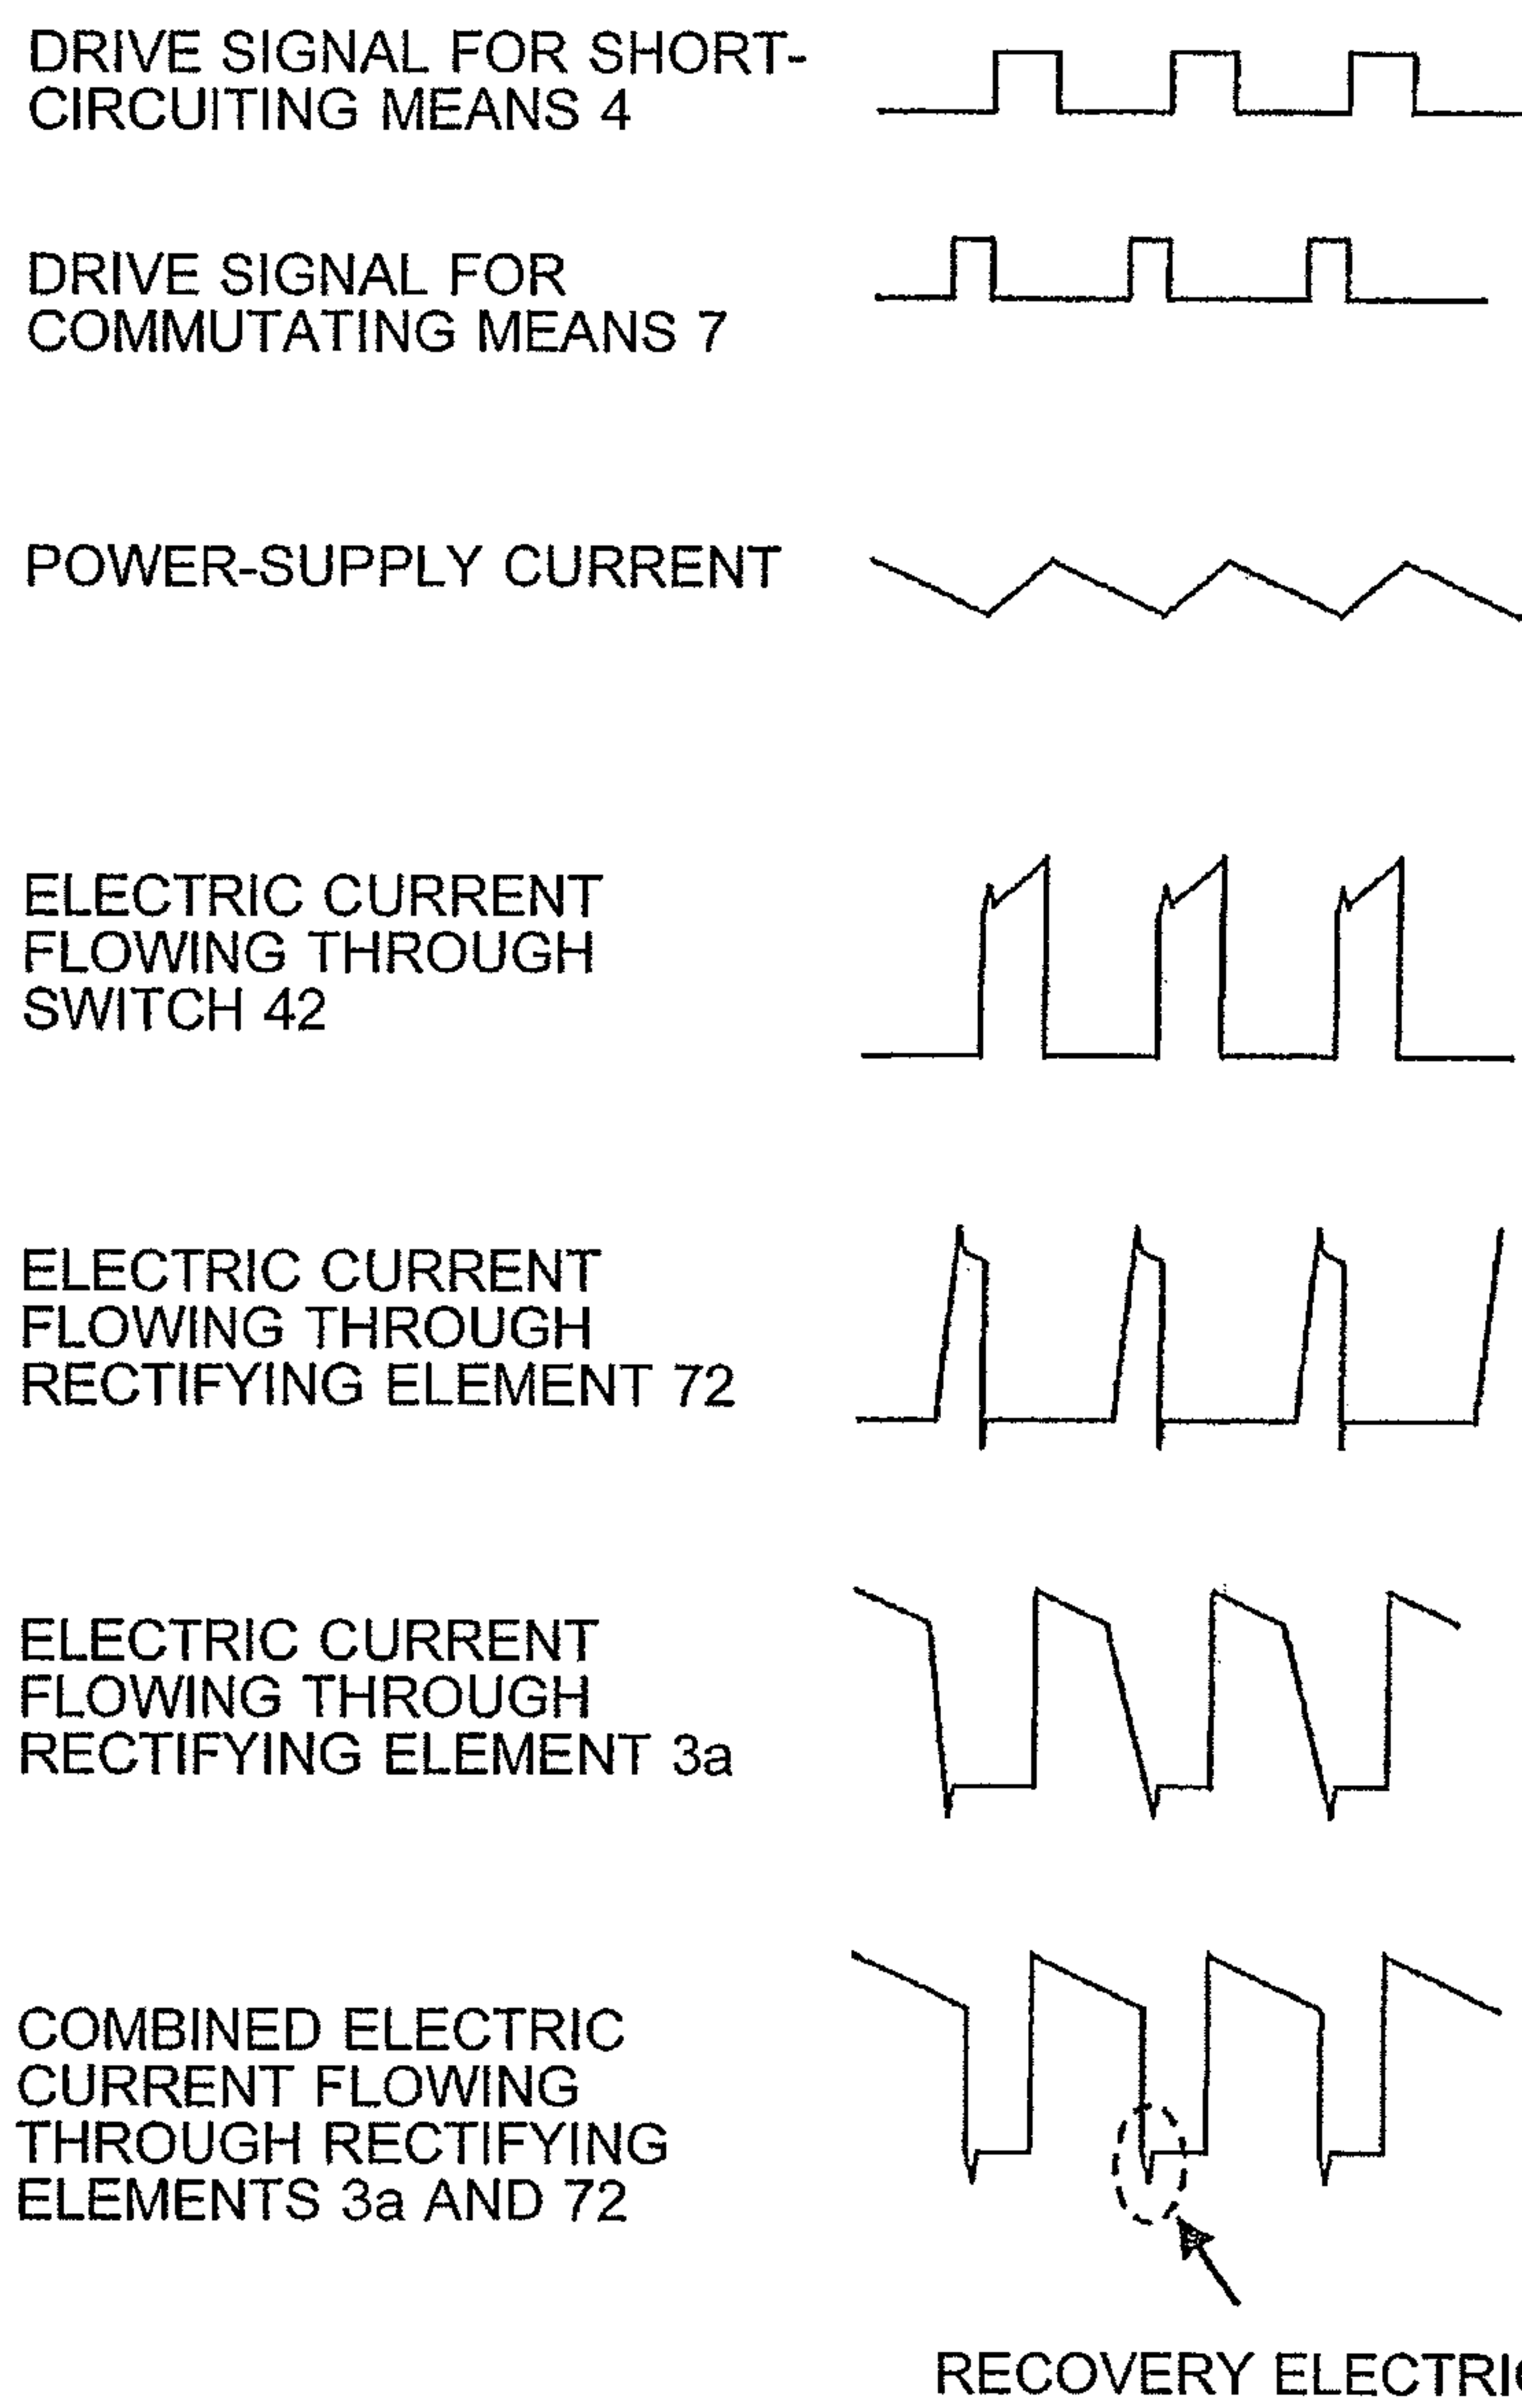 DRIVE SIGNAL FOR SHORT-
CIRCUITING MEANS 4
DRIVE SIGNAL FOR
COMMUTATING MEANS 7
POWER-SUPPLY CURRENT
ELECTRIC CURRENT
FLOWING THROUGH
SWITCH 42
ELECTRIC CURRENT
FLOWING THROUGH
RECTIFYING ELEMENT 72
ELECTRIC CURRENT
FLOWING THROUGH
RECTIFYING ELEMENT 3a
COMBINED ELECTRIC
CURRENT FLOWING
THROUGH RECTIFYING
ELEMENTS 3a AND 72
RECOVERY ELECTRIC